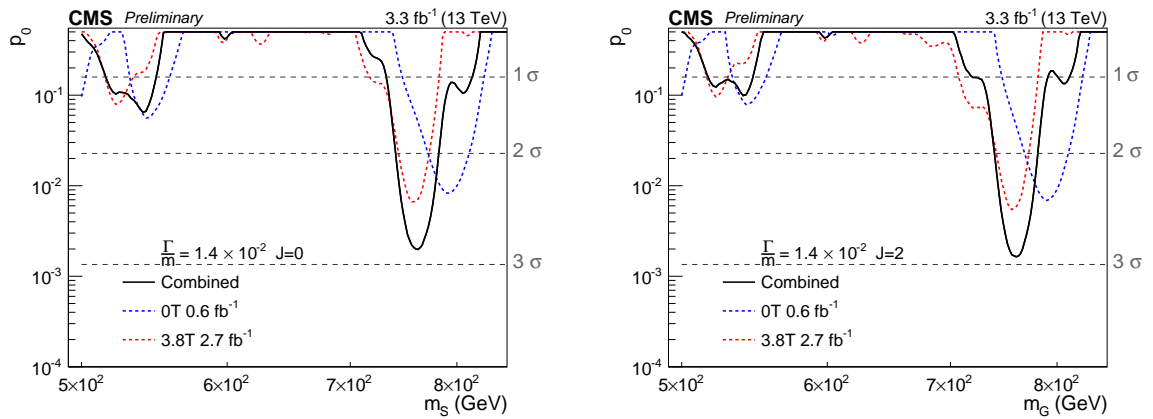 CMS Preliminary 3.3 fb⁻¹ (13 TeV)
p₀
10⁻¹
10⁻²
10⁻³
10⁻⁴
1 σ
2 σ
3 σ
Γ/m = 1.4 × 10⁻² J=0
Combined
0T 0.6 fb⁻¹
3.8T 2.7 fb⁻¹
5×10² 6×10² 7×10² 8×10²
m_S (GeV)
CMS Preliminary 3.3 fb⁻¹ (13 TeV)
p₀
10⁻¹
10⁻²
10⁻³
10⁻⁴
1 σ
2 σ
3 σ
Γ/m = 1.4 × 10⁻² J=2
Combined
0T 0.6 fb⁻¹
3.8T 2.7 fb⁻¹
5×10² 6×10² 7×10² 8×10²
m_G (GeV)